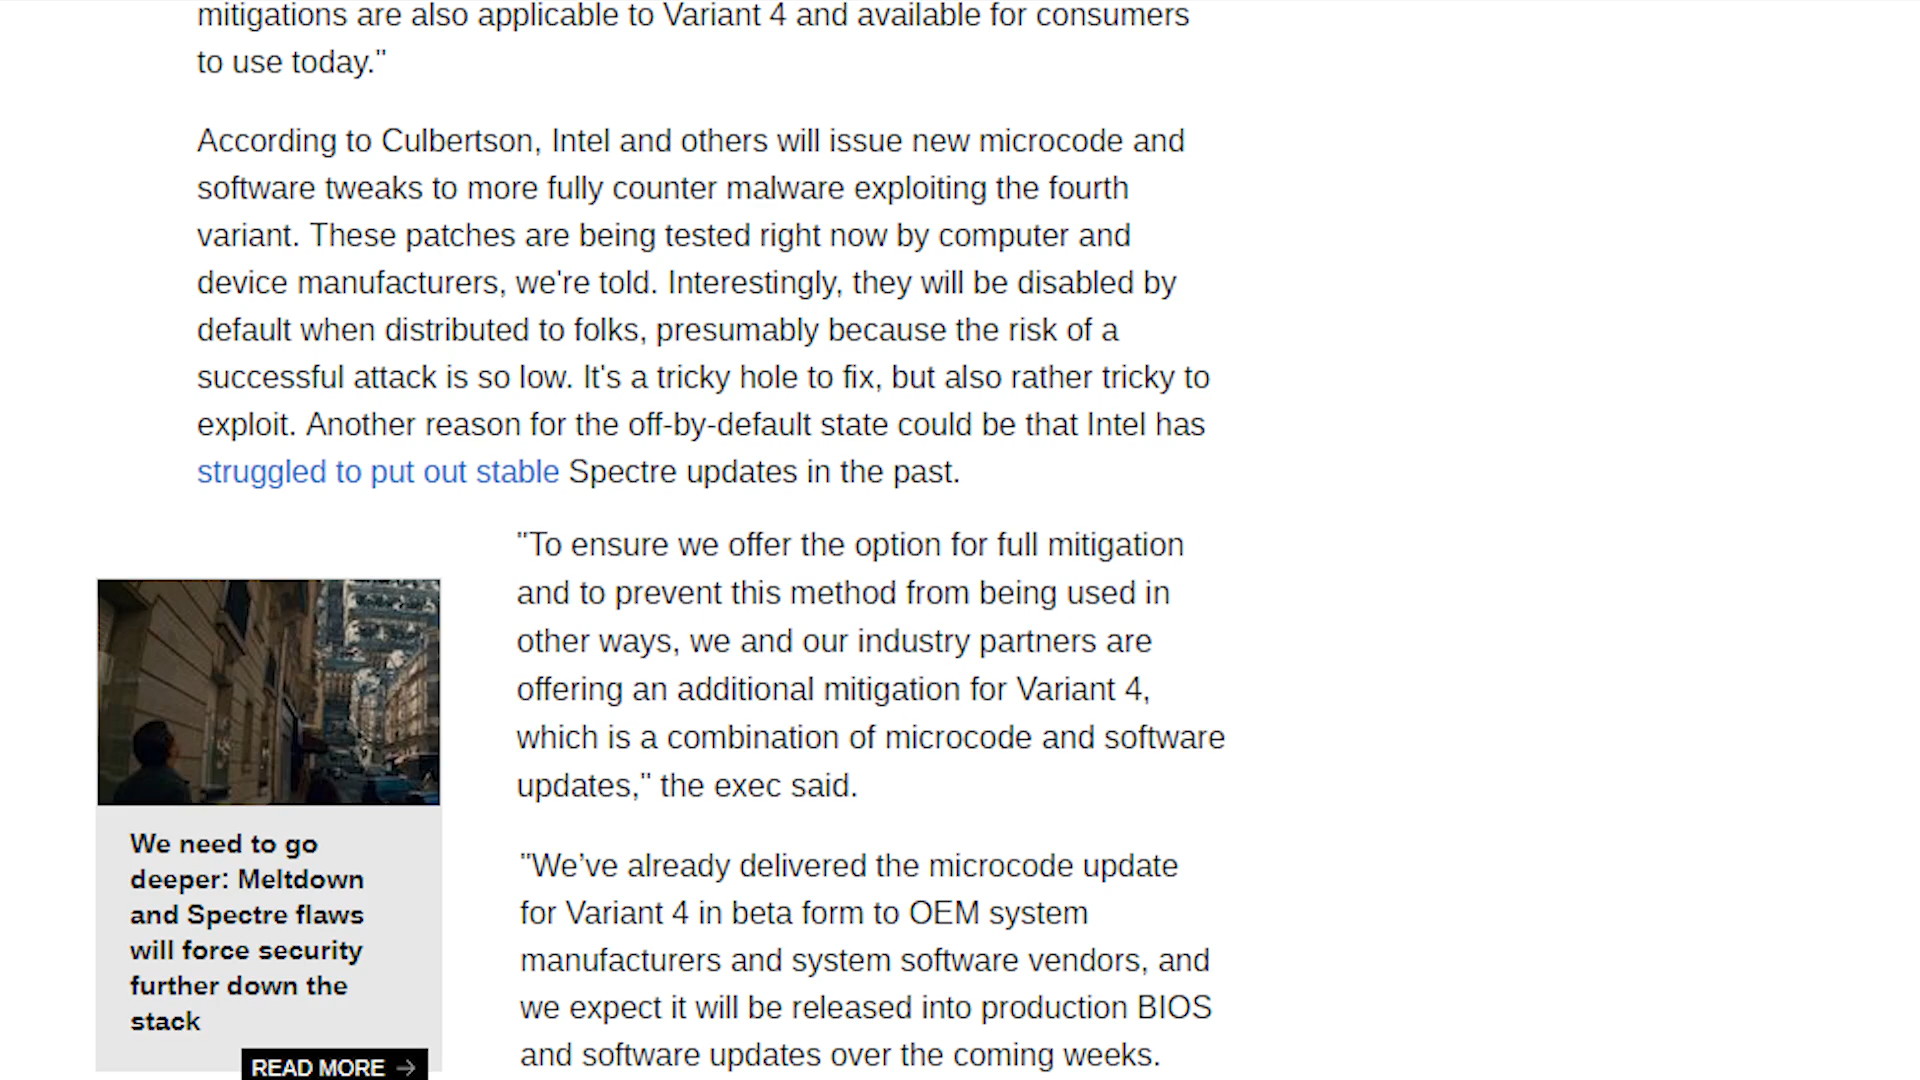 mitigations are also applicable to Variant 4 and available for consumers
to use today."
According to Culbertson, Intel and others will issue new microcode and
software tweaks to more fully counter malware exploiting the fourth
variant. These patches are being tested right now by computer and
device manufacturers, we're told. Interestingly, they will be disabled by
default when distributed to folks, presumably because the risk of a
successful attack is so low. It's a tricky hole to fix, but also rather tricky to
exploit. Another reason for the off-by-default state could be that Intel has
struggled to put out stable Spectre updates in the past.
"To ensure we offer the option for full mitigation
and to prevent this method from being used in
other ways, we and our industry partners are
offering an additional mitigation for Variant 4,
which is a combination of microcode and software
updates," the exec said.
"We’ve already delivered the microcode update
for Variant 4 in beta form to OEM system
manufacturers and system software vendors, and
we expect it will be released into production BIOS
and software updates over the coming weeks.
We need to go
deeper: Meltdown
and Spectre flaws
will force security
further down the
stack
READ MORE →